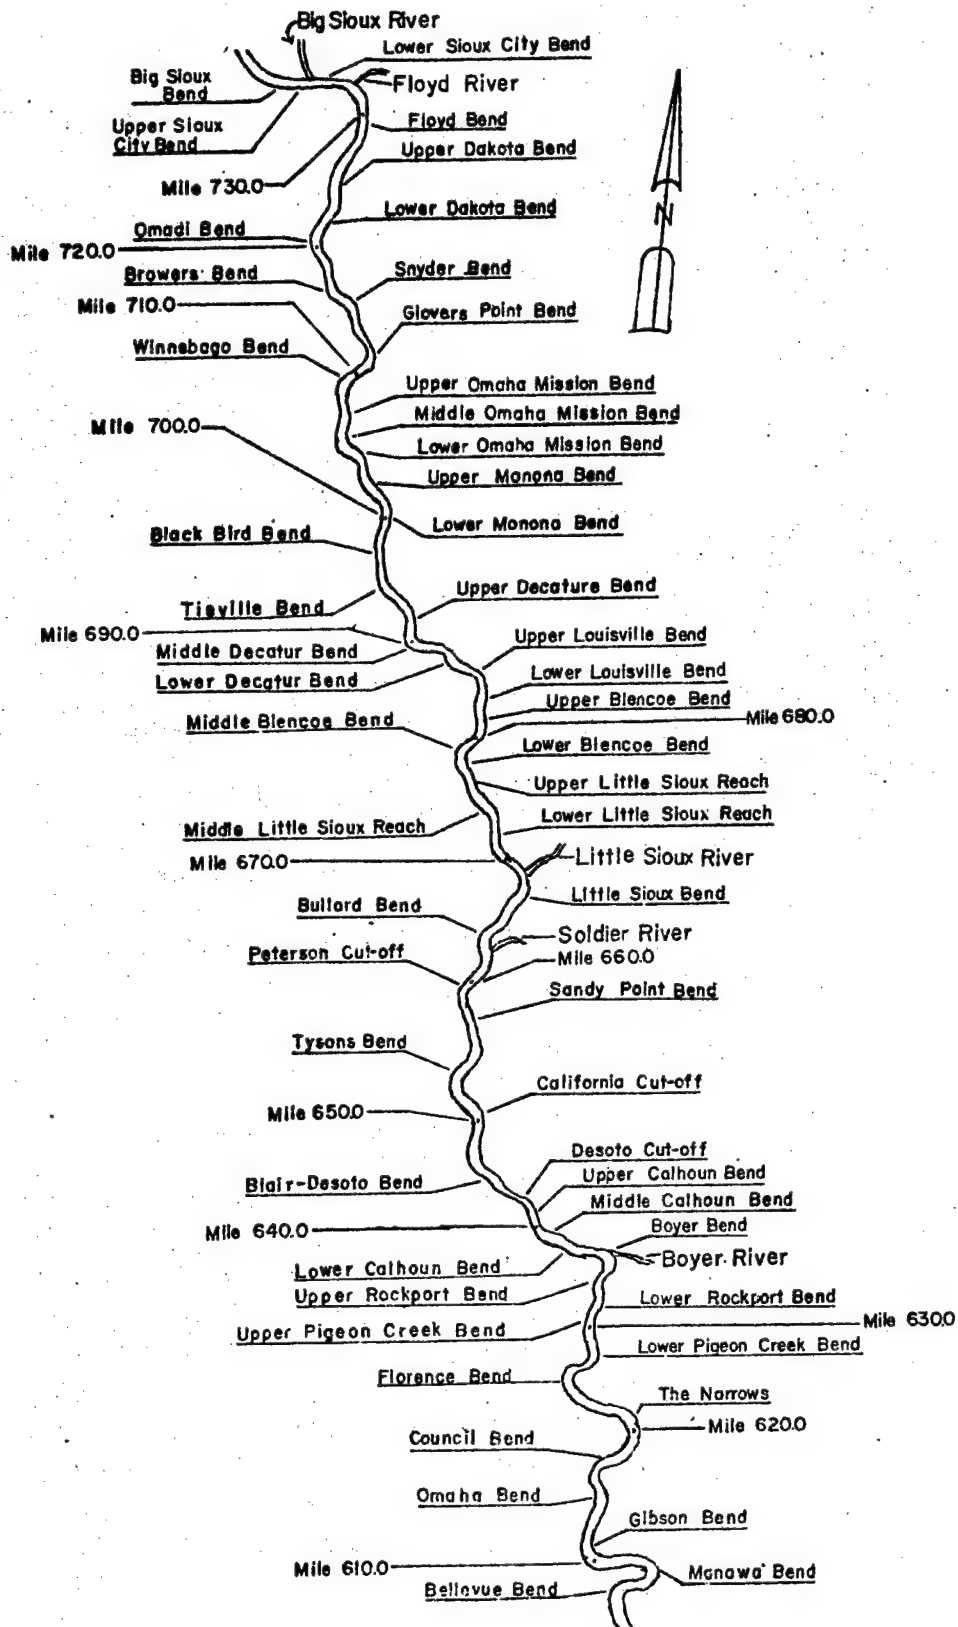 Big Sioux River
Lower Sioux City Bend
Big Sioux
Bend
Floyd River
Upper Sioux
City Bend
Floyd Bend
Upper Dakota Bend
Mile 730.0
Lower Dakota Bend
Omadi Bend
Mile 720.0
Browers Bend
Snyder Bend
Mile 710.0
Glovers Point Bend
Winnebago Bend
N
Upper Omaha Mission Bend
Middle Omaha Mission Bend
Mile 700.0
Lower Omaha Mission Bend
Upper Monona Bend
Lower Monona Bend
Black Bird Bend
Upper Decature Bend
Tieville Bend
Mile 690.0
Upper Louisville Bend
Middle Decatur Bend
Lower Louisville Bend
Lower Decatur Bend
Upper Blencoe Bend
Mile 680.0
Middle Blencoe Bend
Lower Blencoe Bend
Upper Little Sioux Reach
Lower Little Sioux Reach
Middle Little Sioux Reach
Mile 670.0
Little Sioux River
Little Sioux Bend
Bullard Bend
Soldier River
Peterson Cut-off
Mile 660.0
Sandy Point Bend
Tysons Bend
California Cut-off
Mile 650.0
Desoto Cut-off
Upper Calhoun Bend
Blair-Desoto Bend
Middle Calhoun Bend
Mile 640.0
Boyer Bend
Boyer River
Lower Calhoun Bend
Upper Rockport Bend
Lower Rockport Bend
Mile 630.0
Upper Pigeon Creek Bend
Lower Pigeon Creek Bend
Florence Bend
The Narrows
Mile 620.0
Council Bend
Omaha Bend
Gibson Bend
Mile 610.0
Manawa Bend
Bellevue Bend